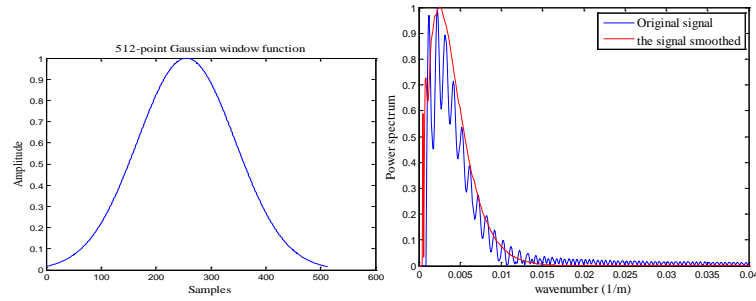 512-point Gaussian window function
1
0.9
0.8
0.7
0.6
0.5
0.4
0.3
0.2
0.1
0
0 100 200 300 400 500 600
Amplitude
Samples
Original signal
the signal smoothed
1
0.9
0.8
0.7
0.6
0.5
0.4
0.3
0.2
0.1
0
0 0.005 0.01 0.015 0.02 0.025 0.03 0.035 0.04
Power spectrum
wavenumber (1/m)